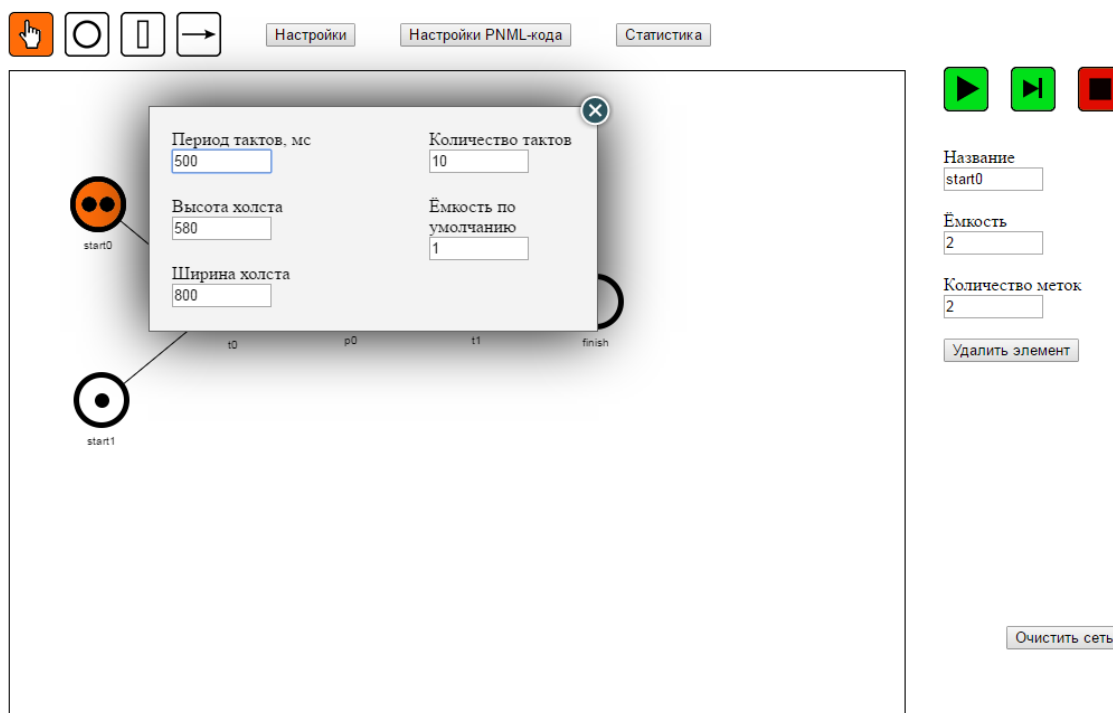 Настройки
Настройки PNML-кода
Статистика
Период тактов, мс
500
Количество тактов
10
Высота холста
580
Ёмкость по
умолчанию
1
Ширина холста
800
start0
t0
p0
t1
finish
start1
Название
start0
Ёмкость
2
Количество меток
2
Удалить элемент
Очистить сеть